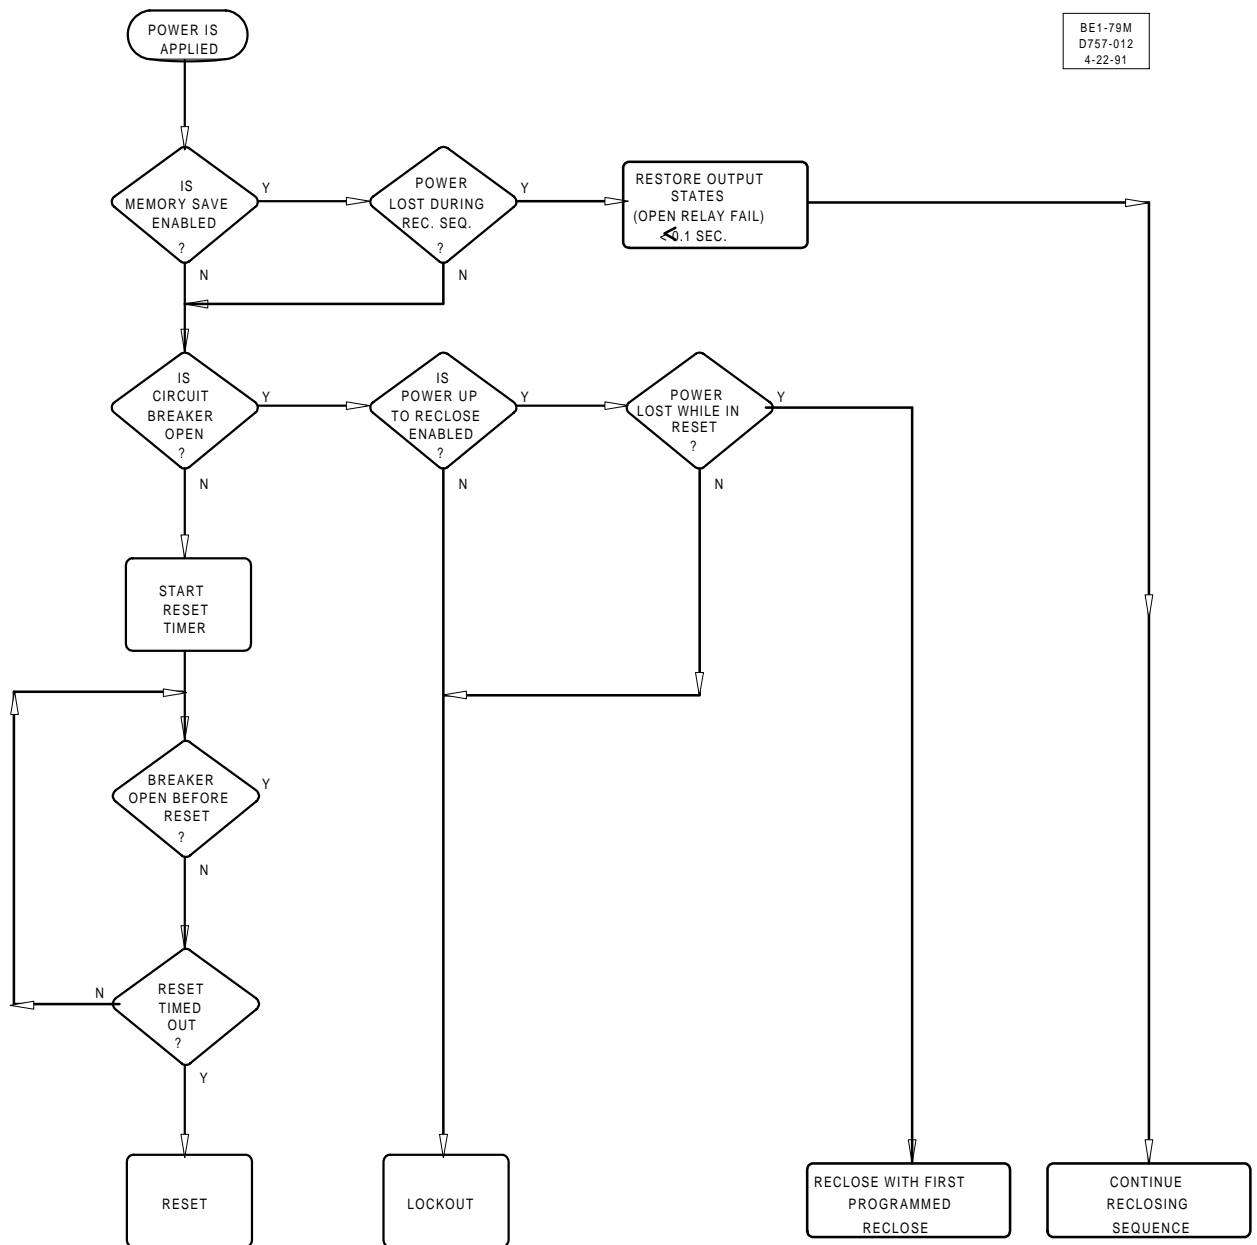 POWER IS
APPLIED
BE1-79M
D757-012
4-22-91
IS
MEMORY SAVE
ENABLED
?
Y
N
POWER
LOST DURING
REC. SEQ.
?
Y
N
RESTORE OUTPUT
STATES
(OPEN RELAY FAIL)
< 0.1 SEC.
IS
CIRCUIT
BREAKER
OPEN
?
Y
N
IS
POWER UP
TO RECLOSE
ENABLED
?
Y
N
POWER
LOST WHILE IN
RESET
?
Y
N
START
RESET
TIMER
BREAKER
OPEN BEFORE
RESET
?
Y
N
RESET
TIMED
OUT
?
N
Y
RESET
LOCKOUT
RECLOSE WITH FIRST
PROGRAMMED
RECLOSE
CONTINUE
RECLOSING
SEQUENCE